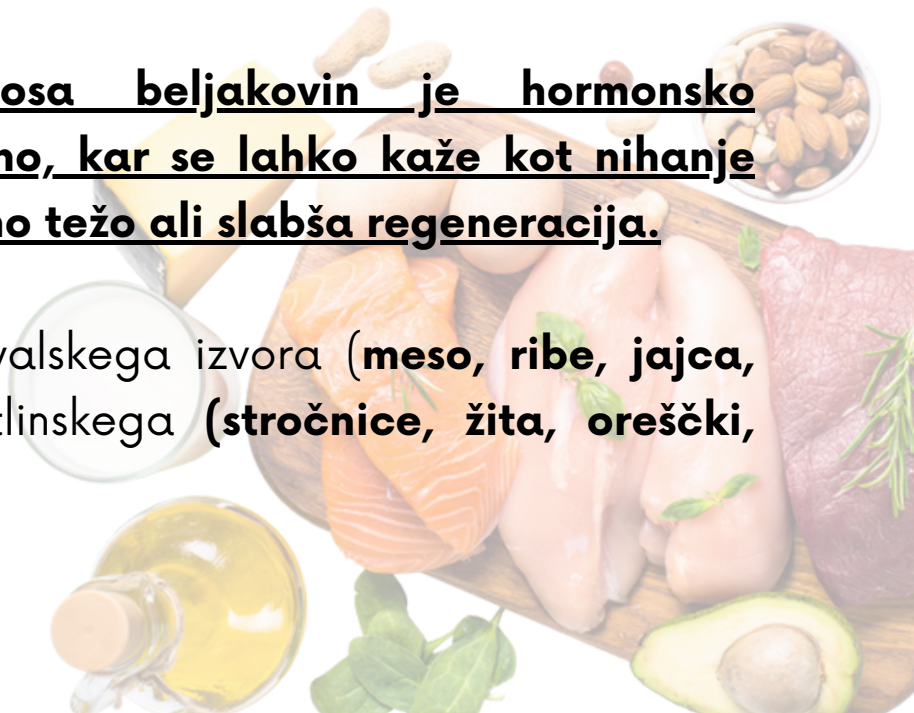 osa beljakovin je hormonsko
no, kar se lahko kaže kot nihanje
no težo ali slabša regeneracija.
valskega izvora (meso, ribe, jajca,
tlinskega (stročnice, žita, oreščki,